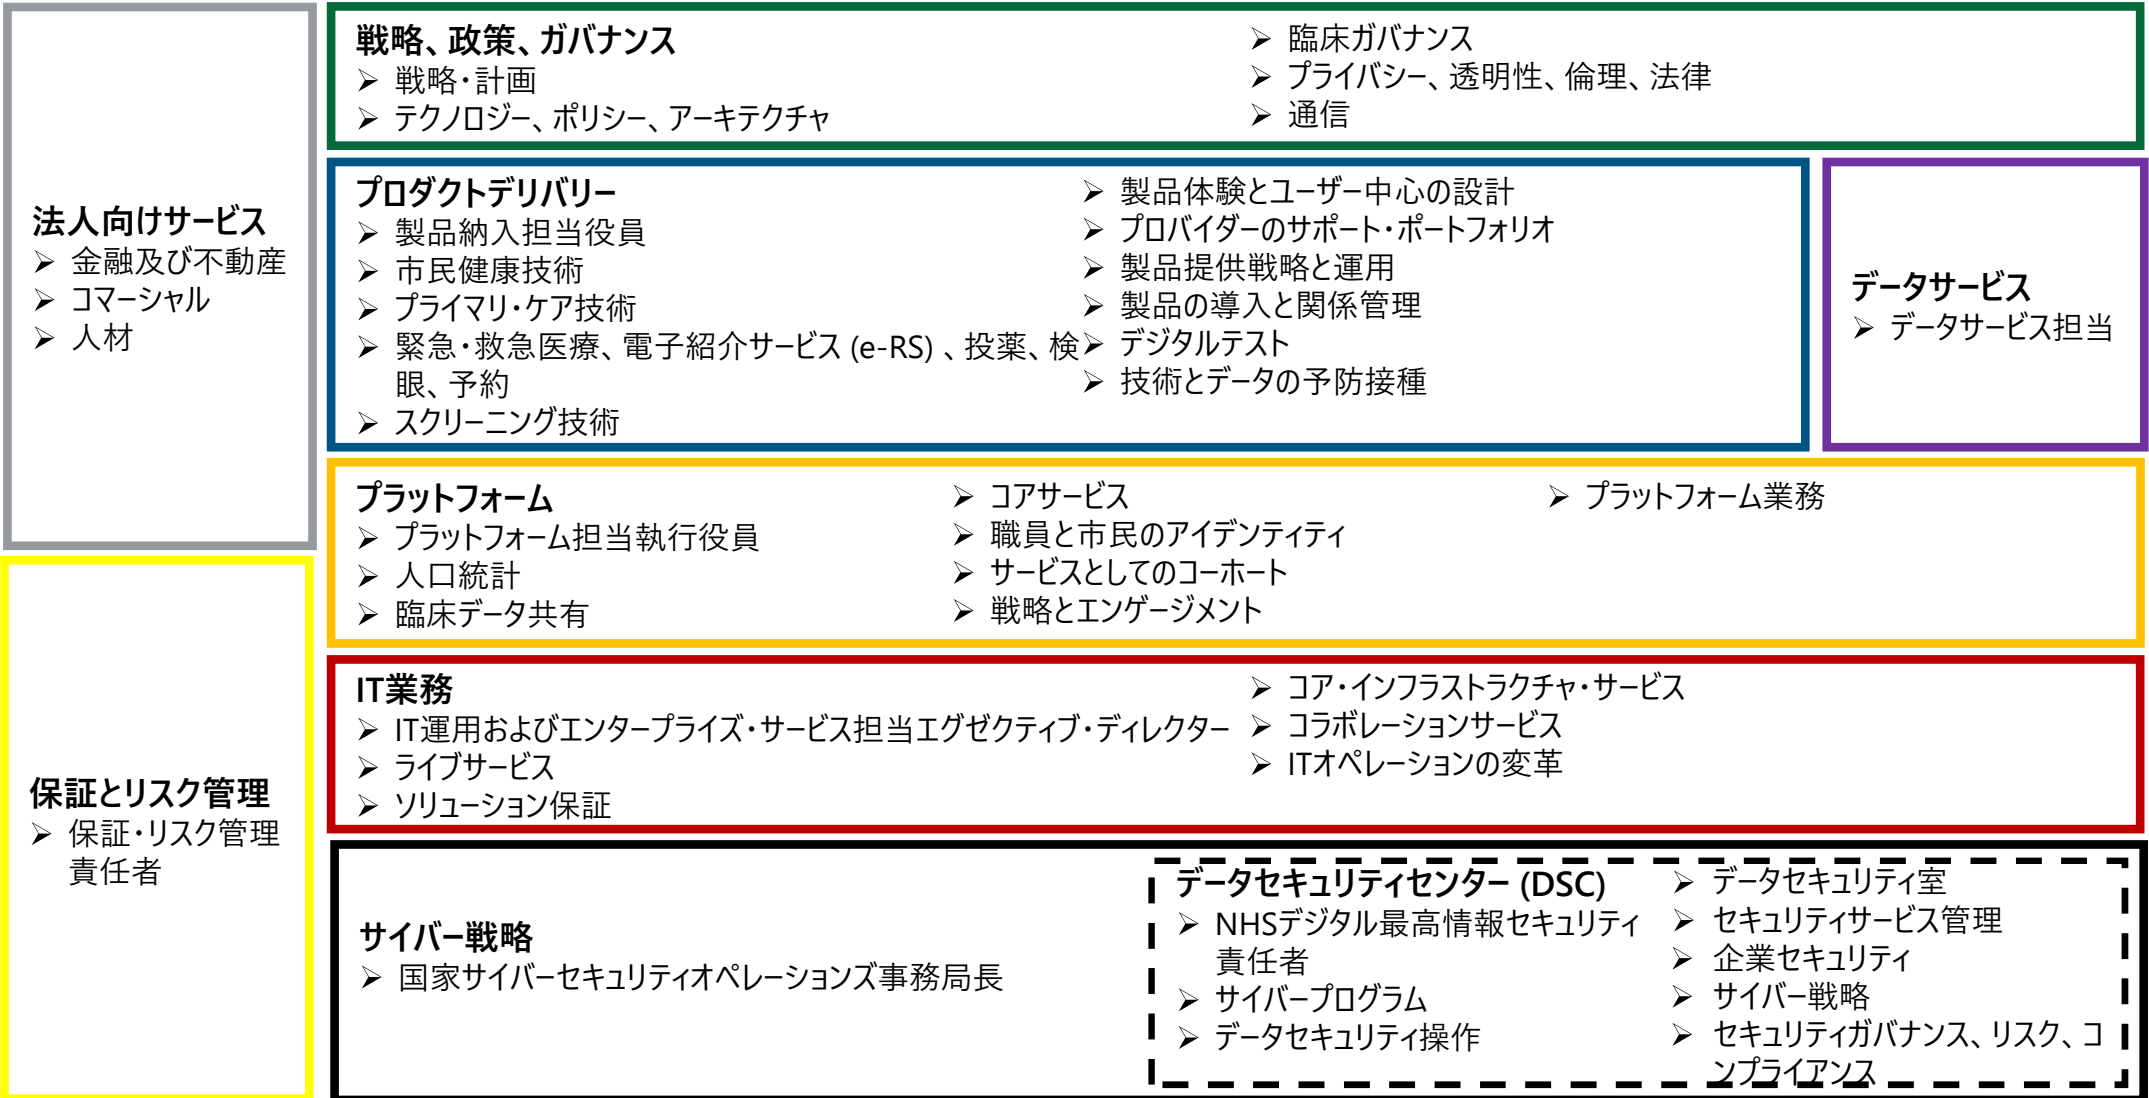 法人向けサービス
➢ 金融及び不動産
➢ コマーシャル
➢ 人材
保証とリスク管理
➢ 保証・リスク管理
責任者
戦略、政策、ガバナンス
➢ 戦略・計画
➢ テクノロジー、ポリシー、アーキテクチャ
➢ 臨床ガバナンス
➢ プライバシー、透明性、倫理、法律
➢ 通信
プロダクトデリバリー
➢ 製品納入担当役員
➢ 市民健康技術
➢ プライマリ・ケア技術
➢ 緊急・救急医療、電子紹介サービス (e-RS) 、投薬、検
眼、予約
➢ スクリーニング技術
➢ 製品体験とユーザー中心の設計
➢ プロバイダーのサポート・ポートフォリオ
➢ 製品提供戦略と運用
➢ 製品の導入と関係管理
➢ デジタルテスト
➢ 技術とデータの予防接種
データサービス
➢ データサービス担当
プラットフォーム
➢ プラットフォーム担当執行役員
➢ 人口統計
➢ 臨床データ共有
➢ コアサービス
➢ 職員と市民のアイデンティティ
➢ サービスとしてのコーホート
➢ 戦略とエンゲージメント
➢ プラットフォーム業務
IT業務
➢ IT運用およびエンタープライズ・サービス担当エグゼクティブ・ディレクター
➢ ライブサービス
➢ ソリューション保証
➢ コア・インフラストラクチャ・サービス
➢ コラボレーションサービス
➢ ITオペレーションの変革
サイバー戦略
➢ 国家サイバーセキュリティオペレーションズ事務局長
データセキュリティセンター (DSC)
➢ NHSデジタル最高情報セキュリティ
責任者
➢ サイバープログラム
➢ データセキュリティ操作
➢ データセキュリティ室
➢ セキュリティサービス管理
➢ 企業セキュリティ
➢ サイバー戦略
➢ セキュリティガバナンス、リスク、コ
ンプライアンス